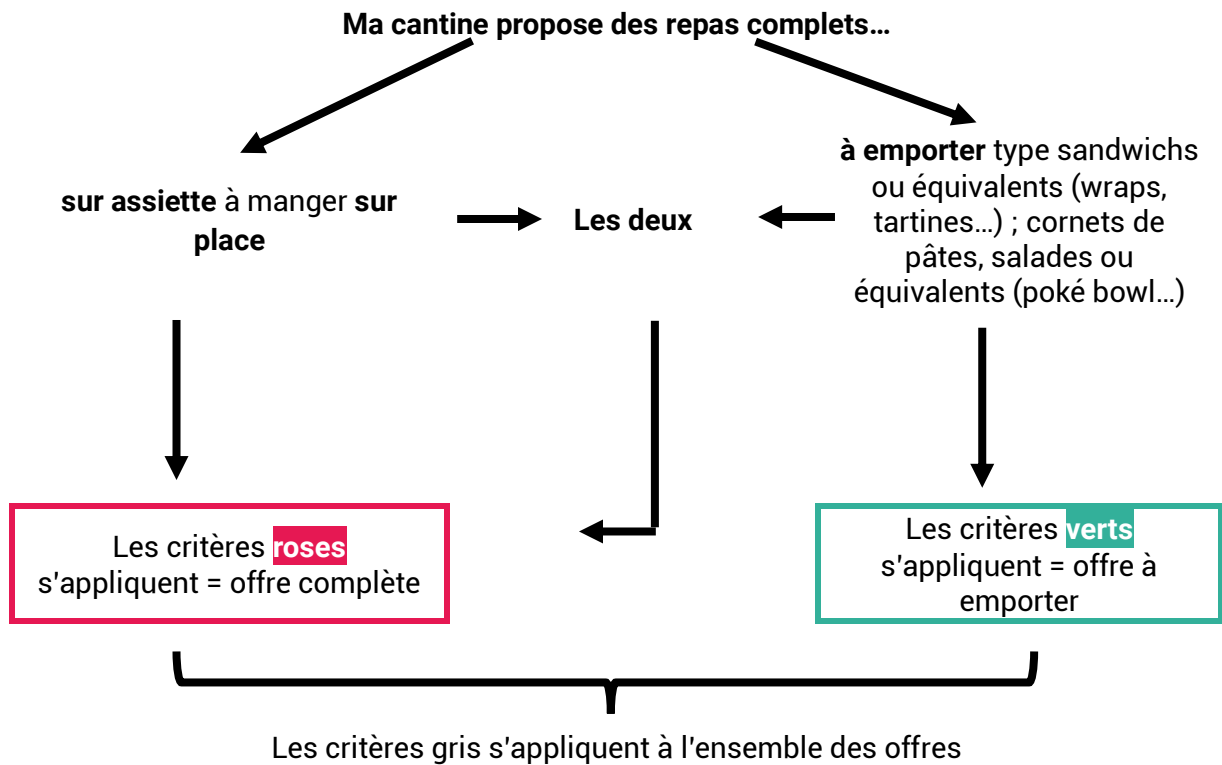 Ma cantine propose des repas complets…
sur assiette à manger sur
place
Les deux
à emporter type sandwichs
ou équivalents (wraps,
tartines…) ; cornets de
pâtes, salades ou
équivalents (poké bowl…)
Les critères roses
s'appliquent = offre complète
Les critères verts
s'appliquent = offre à
emporter
Les critères gris s'appliquent à l'ensemble des offres